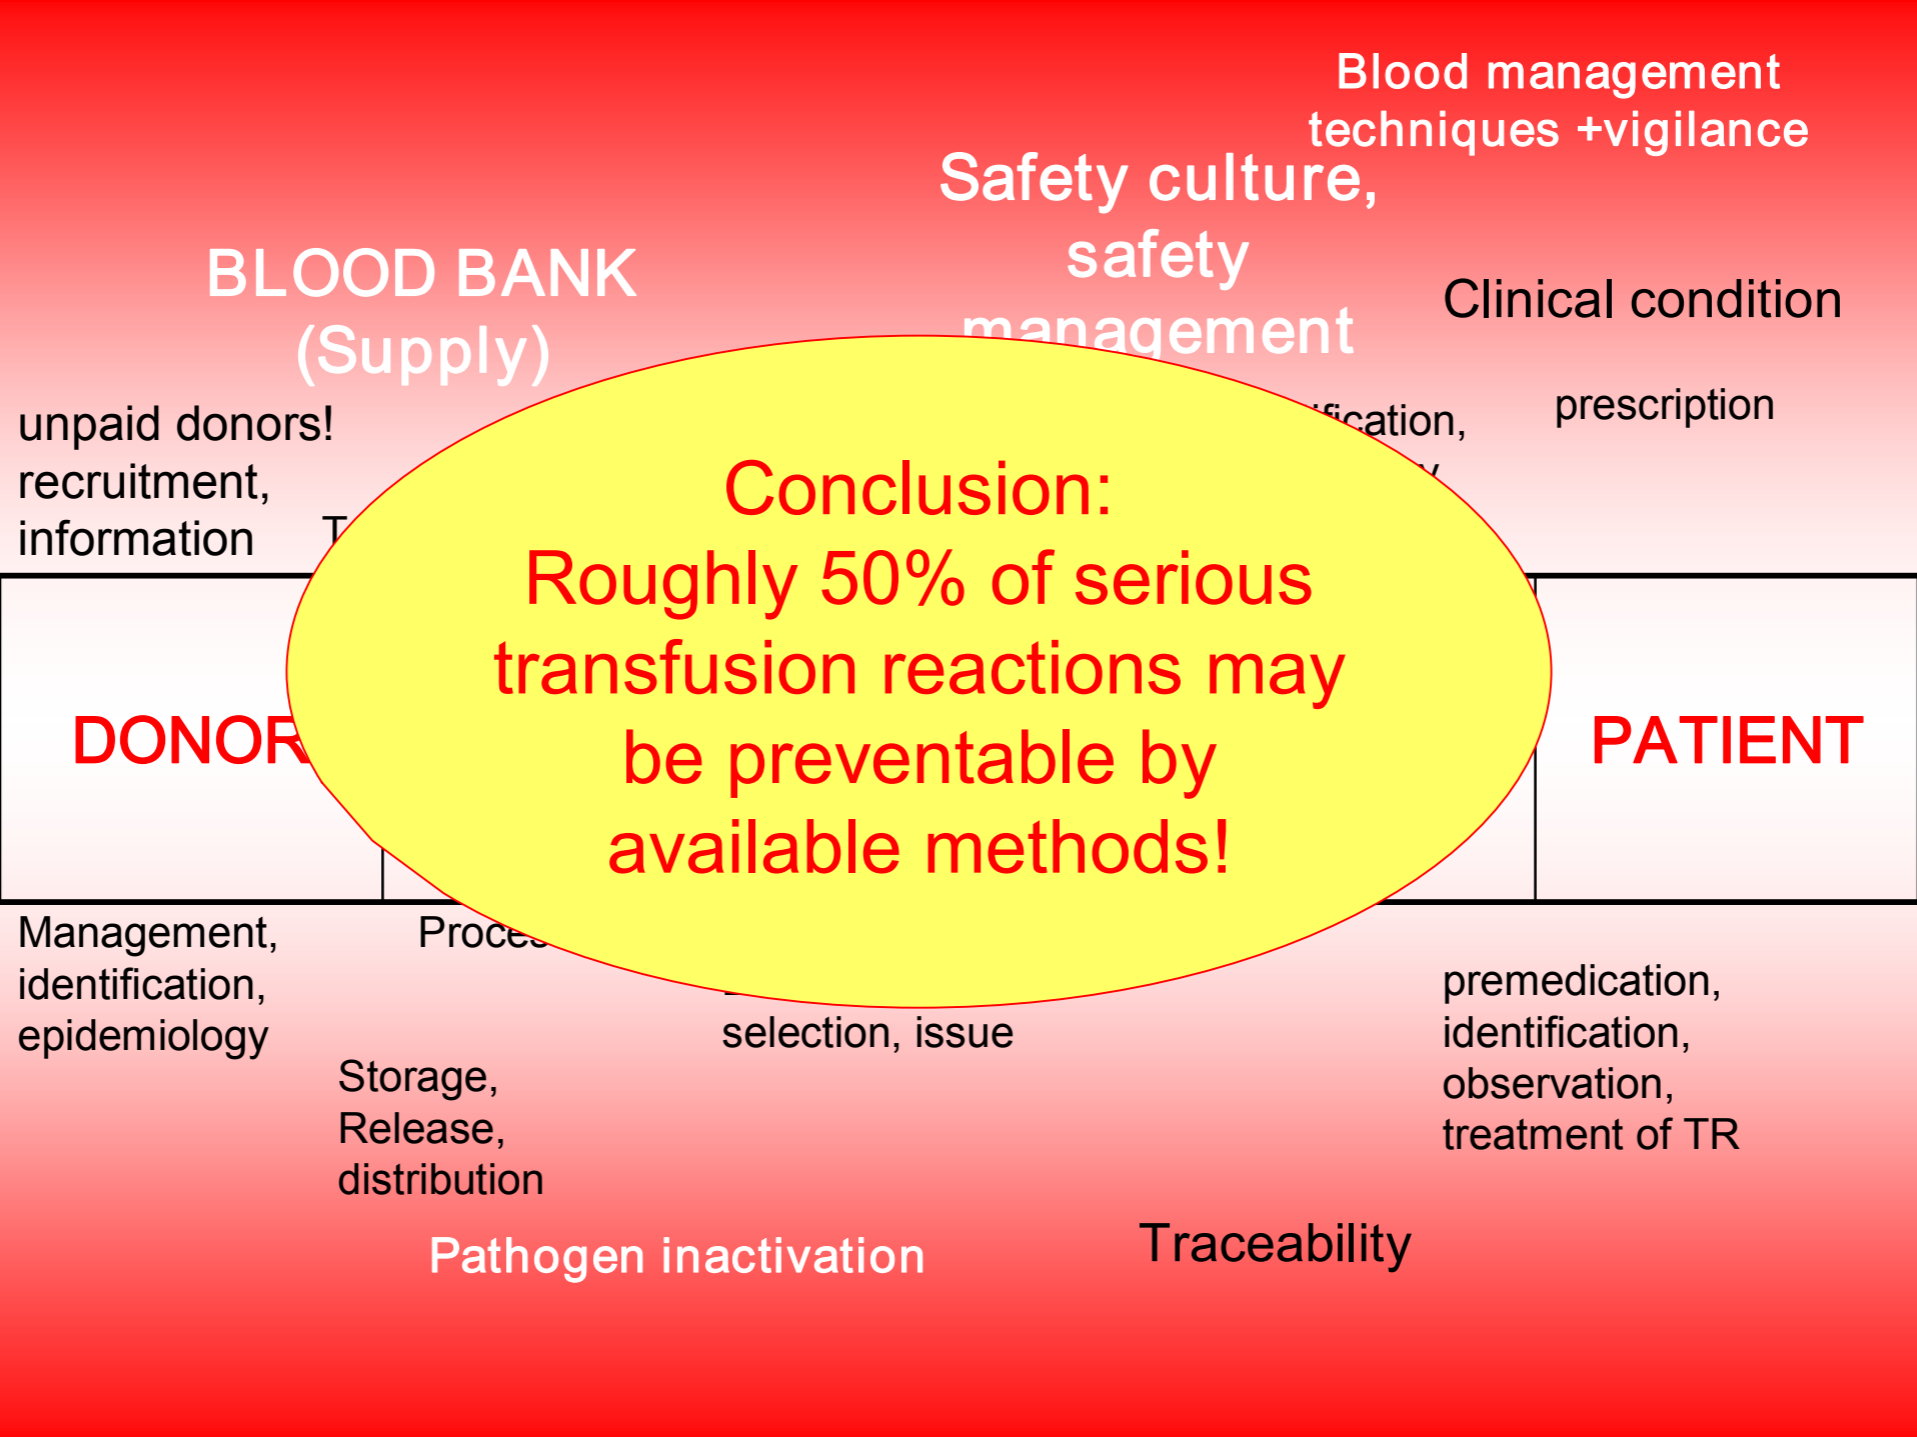 Blood management
techniques +vigilance
Safety culture,
safety
management
BLOOD BANK
(Supply)
Clinical condition
prescription
unpaid donors!
recruitment,
information
Conclusion:
Roughly 50% of serious
transfusion reactions may
be preventable by
available methods!
DONOR
PATIENT
Management,
identification,
epidemiology
selection, issue
Storage,
Release,
distribution
premedication,
identification,
observation,
treatment of TR
Pathogen inactivation
Traceability